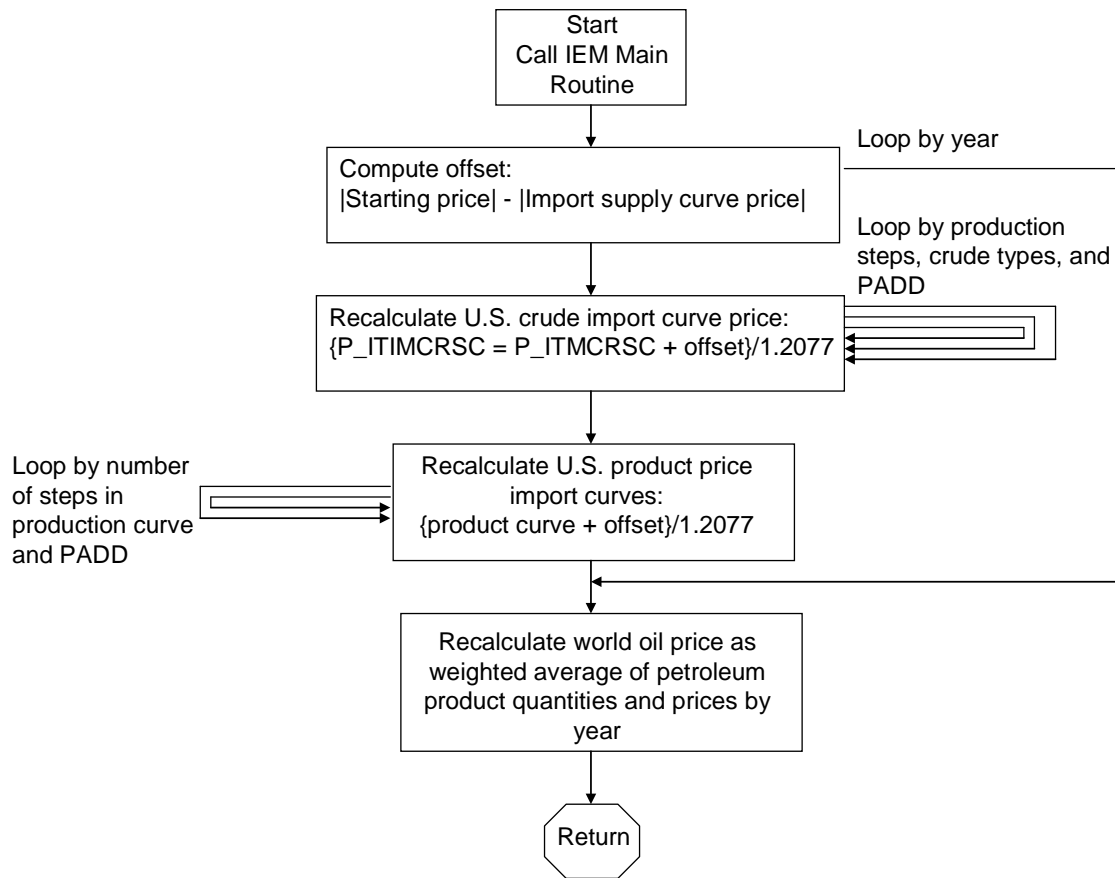 Start
Call IEM Main
Routine
Loop by year
Compute offset:
|Starting price| - |Import supply curve price|
Loop by production
steps, crude types, and
PADD
Recalculate U.S. crude import curve price:
{P_ITIMCRSC = P_ITMCRSC + offset}/1.2077
Loop by number
of steps in
production curve
and PADD
Recalculate U.S. product price
import curves:
{product curve + offset}/1.2077
Recalculate world oil price as
weighted average of petroleum
product quantities and prices by
year
Return